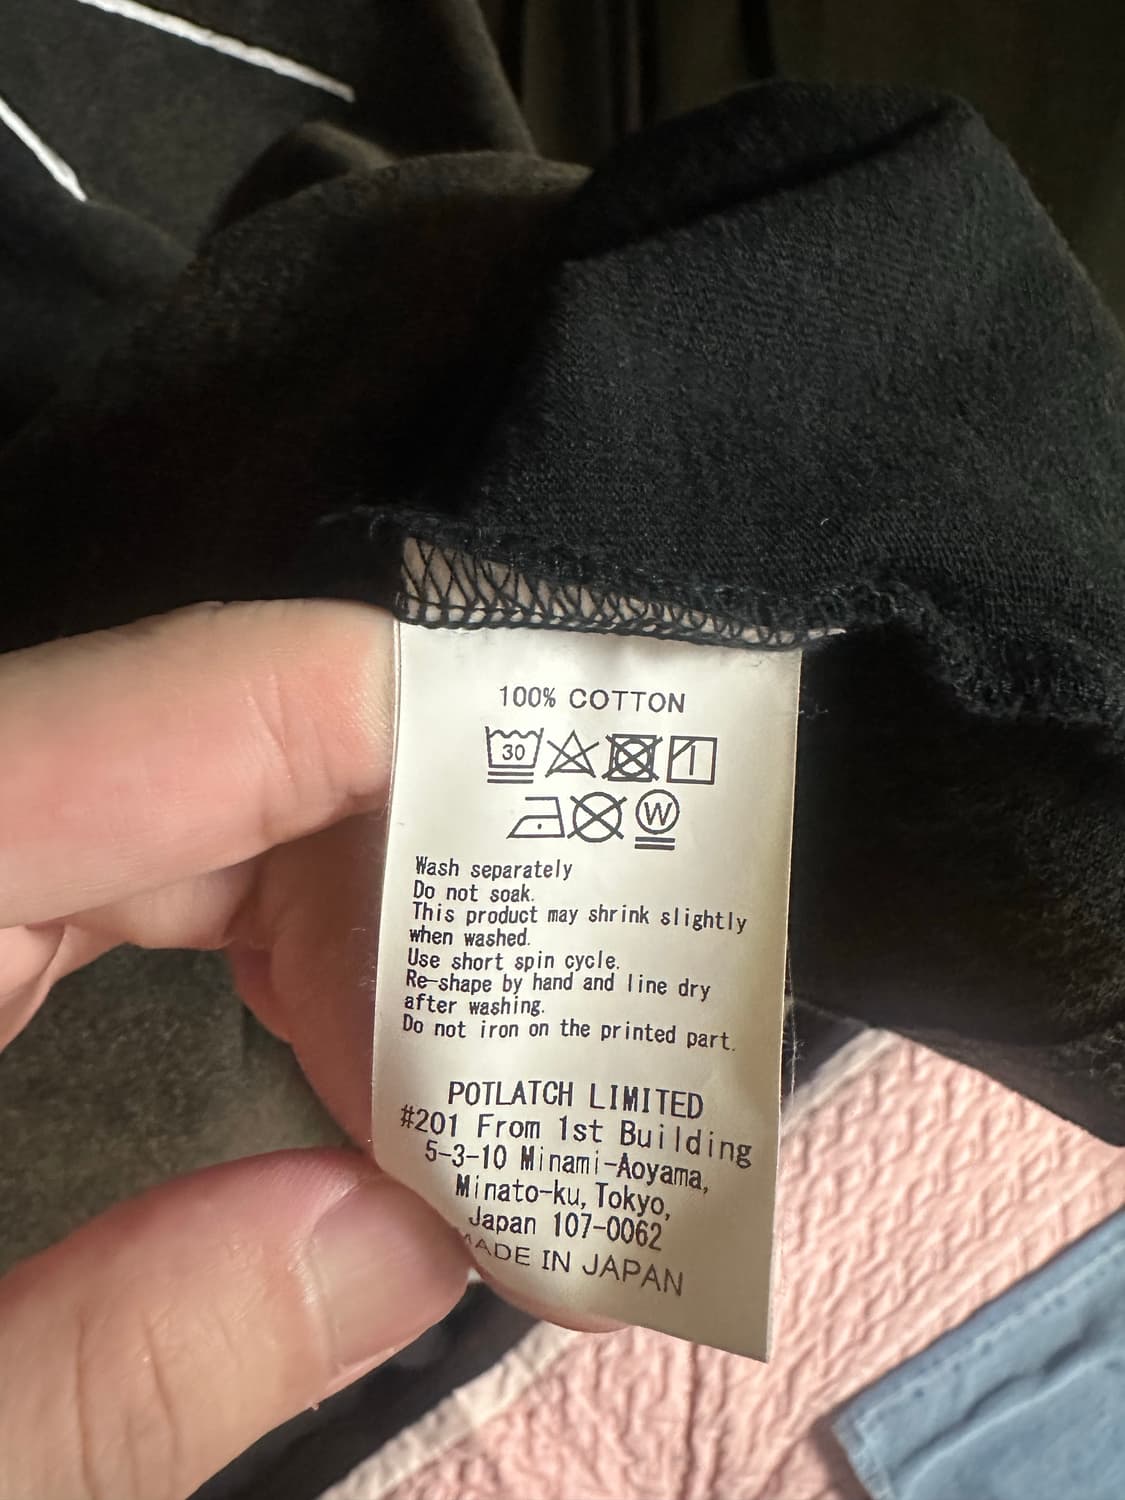 100% COTTON
30
W
Wash separately
Do not soak.
This product may shrink slightly
when washed.
Use short spin cycle.
Re-shape by hand and line dry
after washing.
Do not iron on the printed part.
POTLATCH LIMITED
#201 From 1st Building
5-3-10 Minami-Aoyama,
Minato-ku, Tokyo,
Japan 107-0062
MADE IN JAPAN